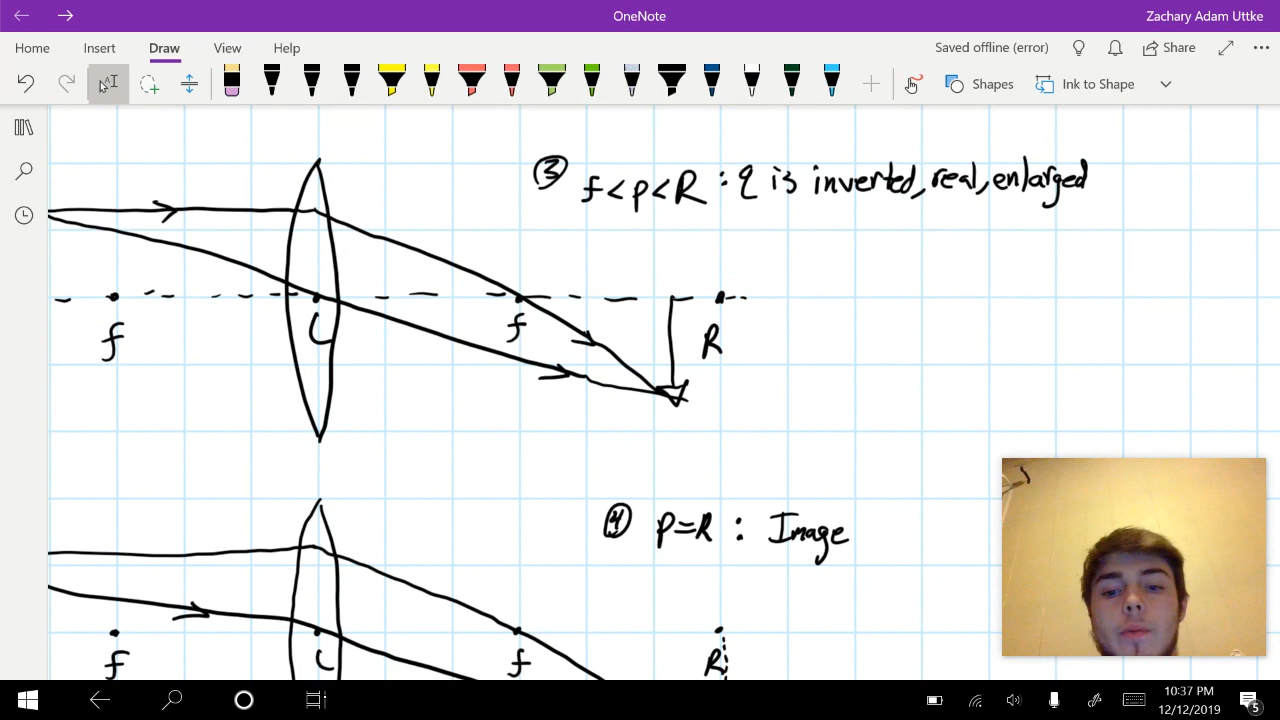 OneNote
Zachary Adam Uttke
Home Insert Draw View Help
Saved offline (error)
Share
Shapes
Ink to Shape
③ f<p<R : q is inverted, real, enlarged
f C f R
④ P=R : Image
f C f R
10:37 PM
12/12/2019
5